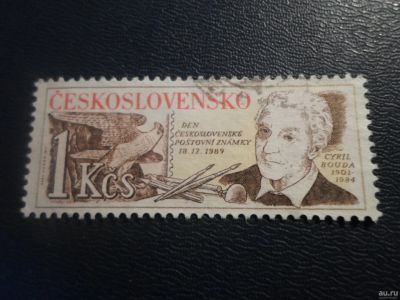 ČESKOSLOVENSKO
DEN
ČESKOSLOVENSKÉ
POŠTOVNÍ ZNÁMKY
18.12.1989
1 Kčs
CYRIL
BOUDA
1901-
1984
au.ru